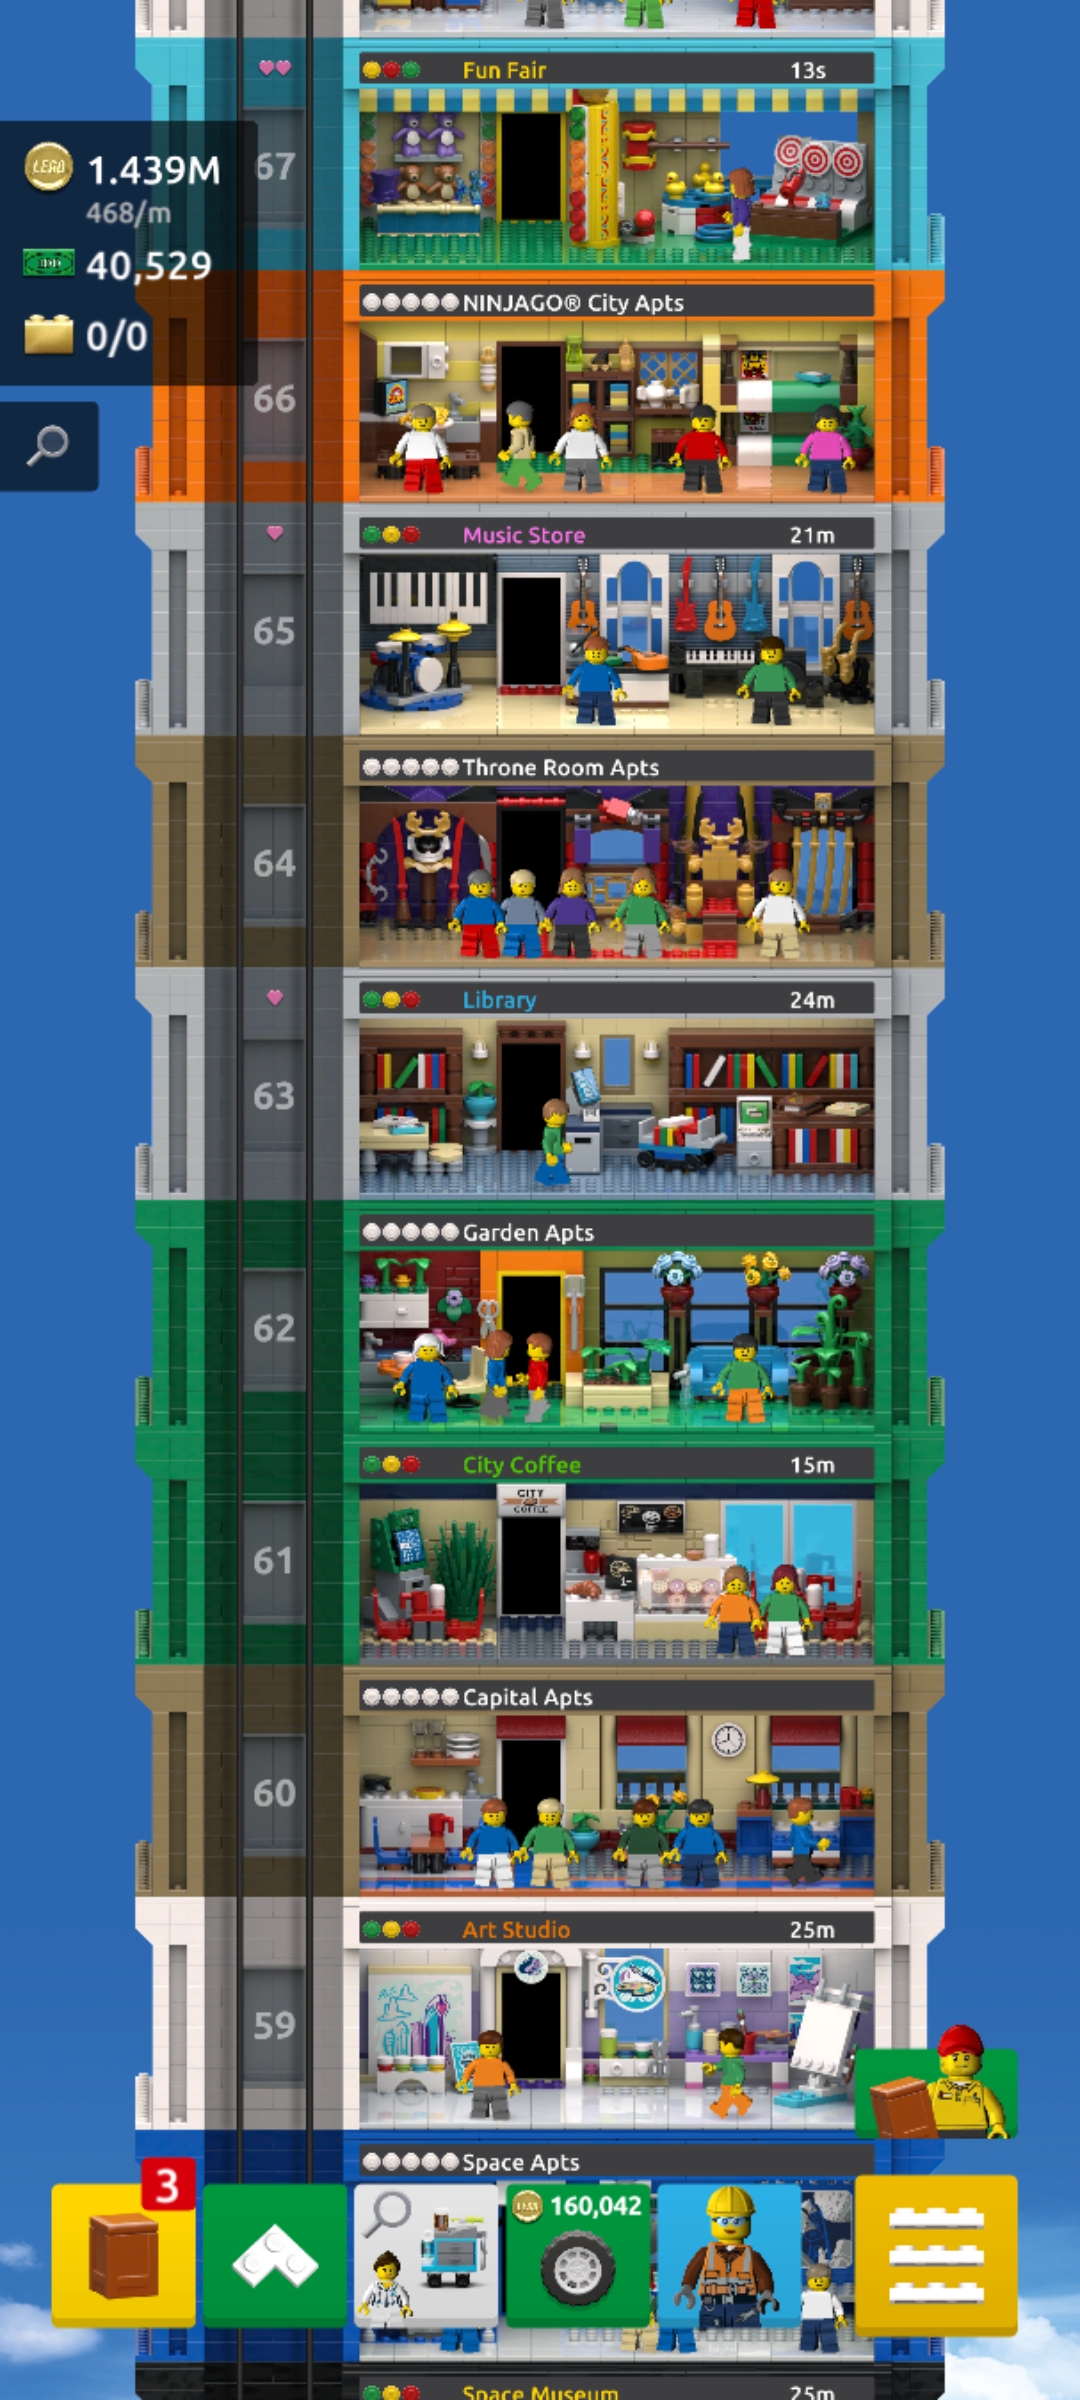 Fun Fair 13s
67
LEGO 1.439M
468/m
40,529
0/0
NINJAGO® City Apts
66
Music Store 21m
65
Throne Room Apts
64
Library 24m
63
Garden Apts
62
City Coffee 15m
CITY
COFFEE
61
Capital Apts
60
Art Studio 25m
59
Space Apts
3
LEGO 160,042
Space Museum 25m